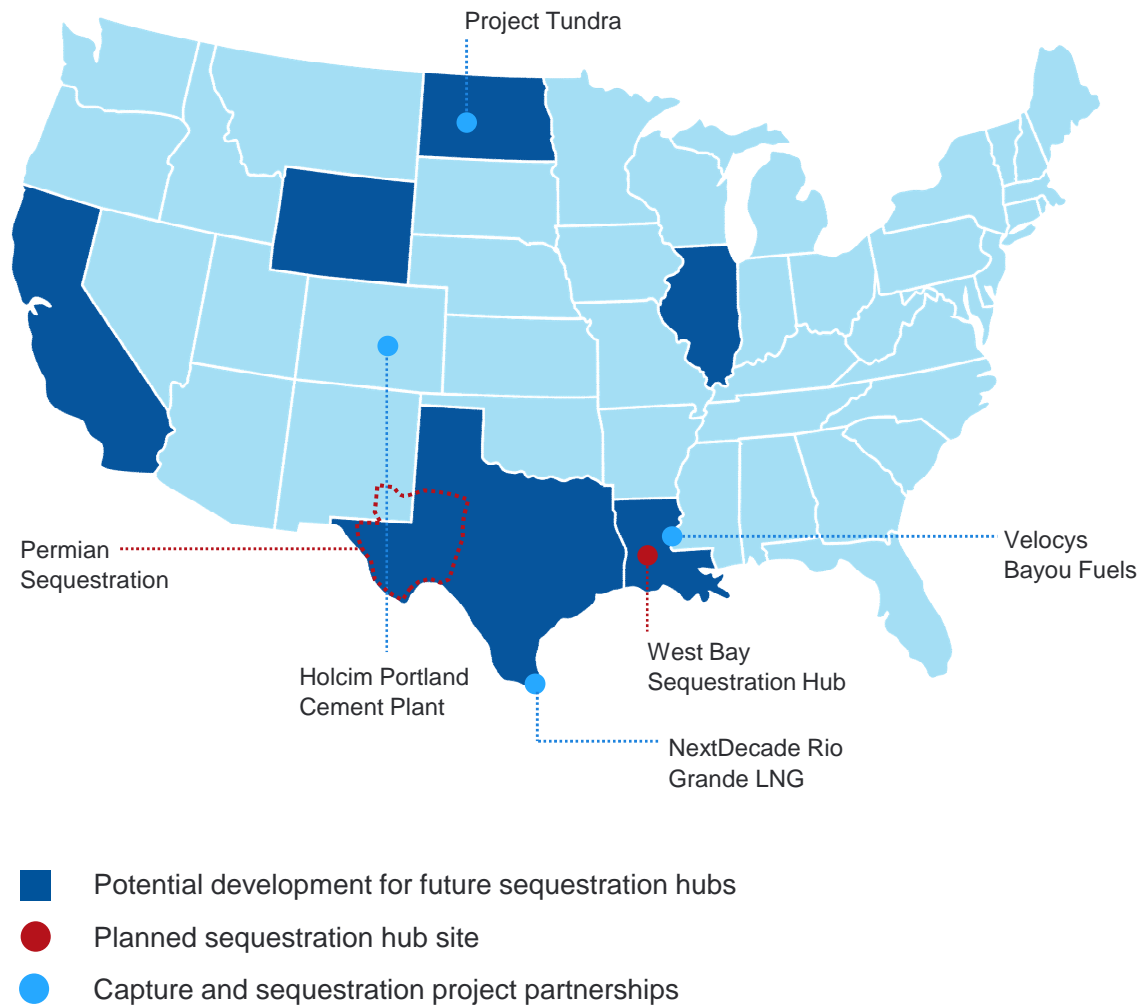 Project Tundra
Permian
Sequestration
Velocys
Bayou Fuels
Holcim Portland
Cement Plant
West Bay
Sequestration Hub
NextDecade Rio
Grande LNG
Potential development for future sequestration hubs
Planned sequestration hub site
Capture and sequestration project partnerships